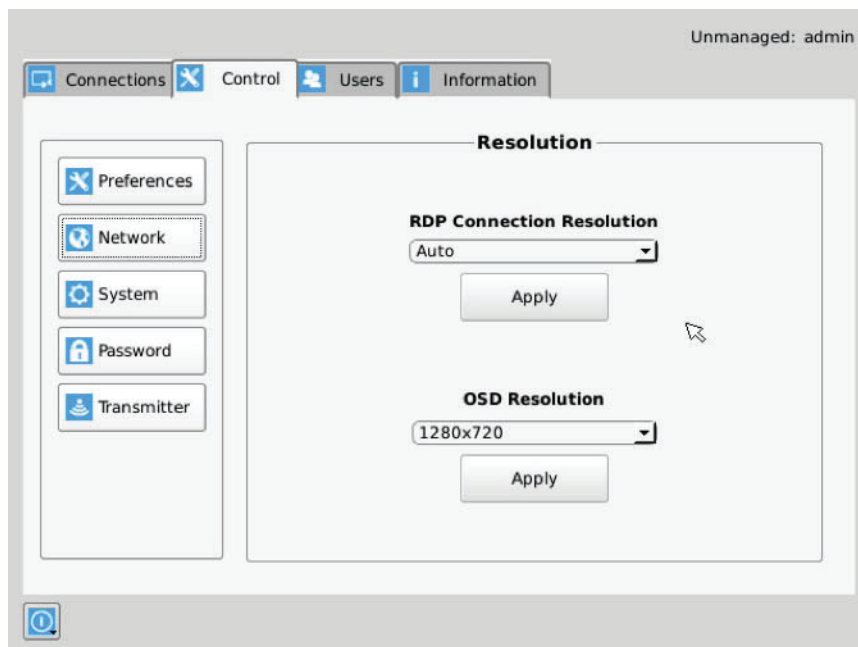 Unmanaged: admin
Connections Control Users Information
Preferences
Network
System
Password
Transmitter
Resolution
RDP Connection Resolution
Auto
Apply
OSD Resolution
1280x720
Apply